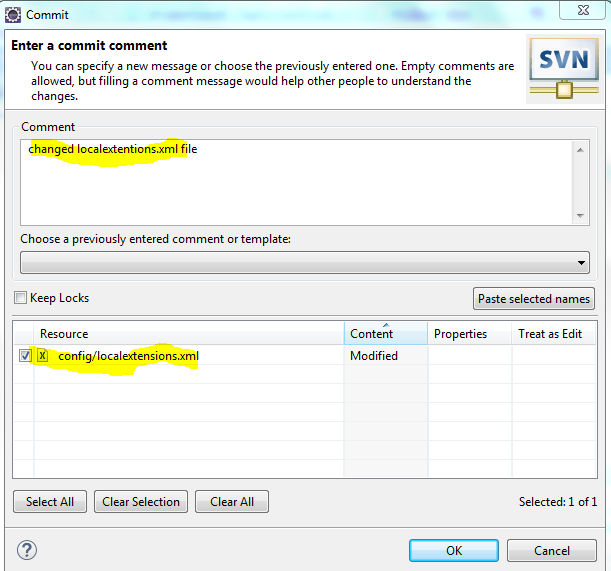 Commit
Enter a commit comment
You can specify a new message or choose the previously entered one. Empty comments are
allowed, but filling a comment message would help other people to understand the
changes.
SVN
Comment
changed localextentions.xml file
Choose a previously entered comment or template:
Keep Locks
Paste selected names
Resource Content Properties Treat as Edit
X config/localextensions.xml Modified
Select All Clear Selection Clear All Selected: 1 of 1
? OK Cancel